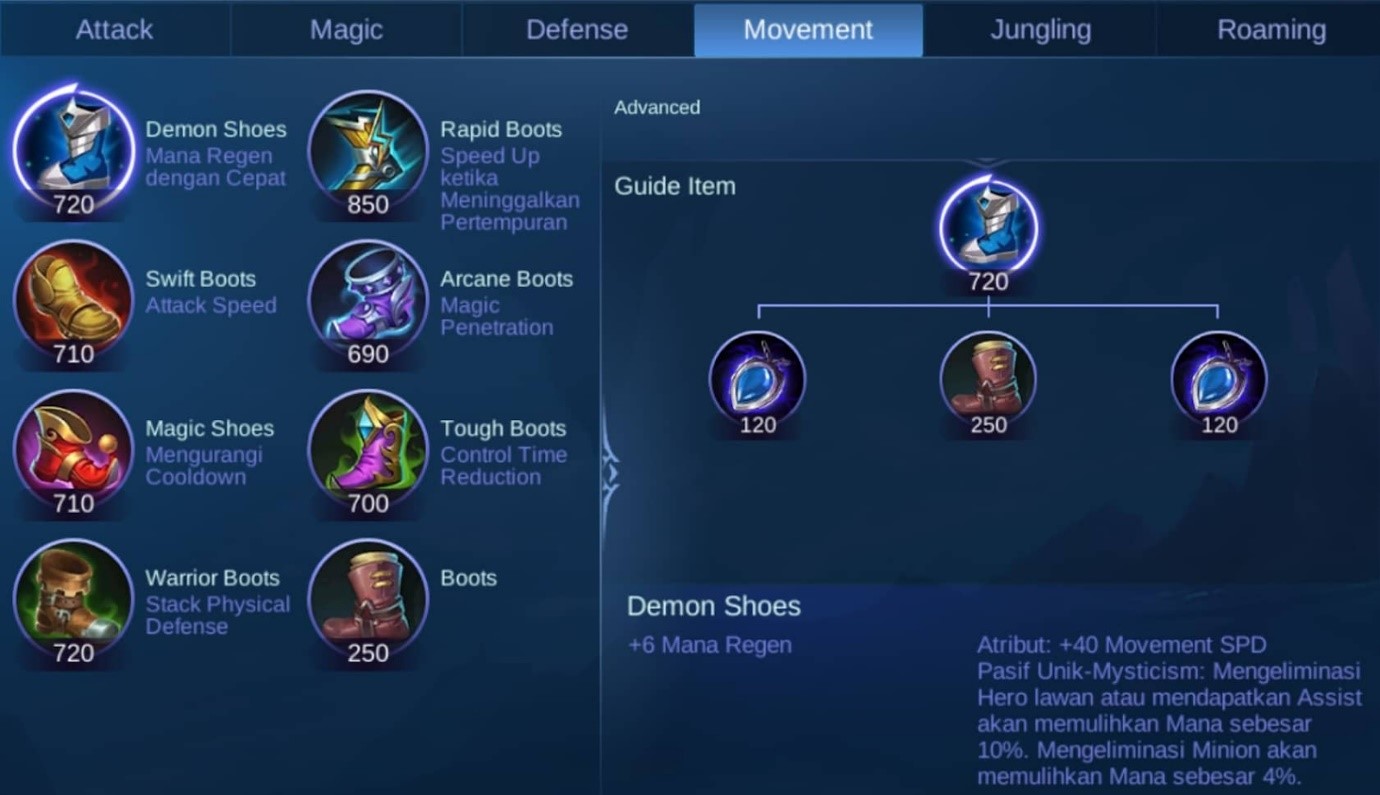 Attack
Magic
Defense
Movement
Jungling
Roaming
Demon Shoes
Mana Regen
dengan Cepat
720
Rapid Boots
Speed Up
ketika
Meninggalkan
Pertempuran
850
Swift Boots
Attack Speed
710
Arcane Boots
Magic
Penetration
690
Magic Shoes
Mengurangi
Cooldown
710
Tough Boots
Control Time
Reduction
700
Warrior Boots
Stack Physical
Defense
720
Boots
250
Advanced
Guide Item
720
120
250
120
Demon Shoes
+6 Mana Regen
Atribut: +40 Movement SPD
Pasif Unik-Mysticism: Mengeliminasi
Hero lawan atau mendapatkan Assist
akan memulihkan Mana sebesar
10%. Mengeliminasi Minion akan
memulihkan Mana sebesar 4%.